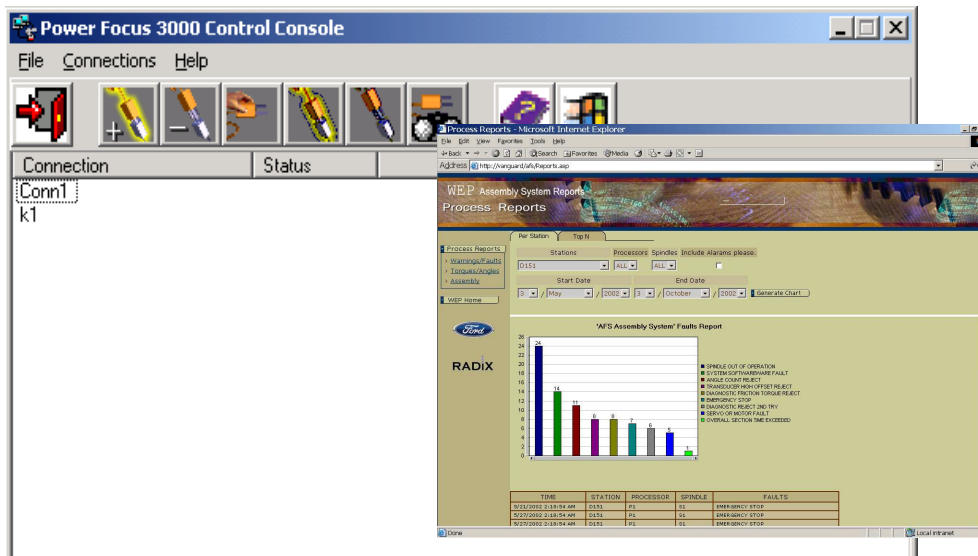 Power Focus 3000 Control Console
File Connections Help
Connection Status
Conn1
k1
Process Reports - Microsoft Internet Explorer
File Edit View Favorites Tools Help
Back Search Favorites Media
Address http://vanguard/afs/Reports.asp
WEP Assembly System Reports
Process Reports
Per Station Top N
Process Reports
Warnings/Faults
Torques/Angles
Assembly
WEP Home
Ford
RADIX
Stations Processors Spindles Include Alarams please.
D151 ALL ALL
Start Date End Date
3 / May / 2002 3 / October / 2002 Generate Chart
'AFS Assembly System' Faults Report
26
24
22
20
18
16
14
12
10
8
6
4
2
0
24
14
11
8
8
7
6
5
1
SPINDLE OUT OF OPERATION
SYSTEM SOFTWAREWARE FAULT
ANGLE COUNT REJECT
TRANSDUCER HIGH OFFSET REJECT
DIAGNOSTIC FRICTION TORQUE REJECT
EMERGENCY STOP
DIAGNOSTIC REJECT 2ND TRY
SERVO OR MOTOR FAULT
OVERALL SECTION TIME EXCEEDED
TIME STATION PROCESSOR SPINDLE FAULTS
5/21/2002 2:18:54 AM D151 P1 S1 EMERGENCY STOP
5/27/2002 2:18:54 AM D151 P1 S1 EMERGENCY STOP
5/27/2002 2:18:54 AM D151 P1 S1 EMERGENCY STOP
Done Local intranet